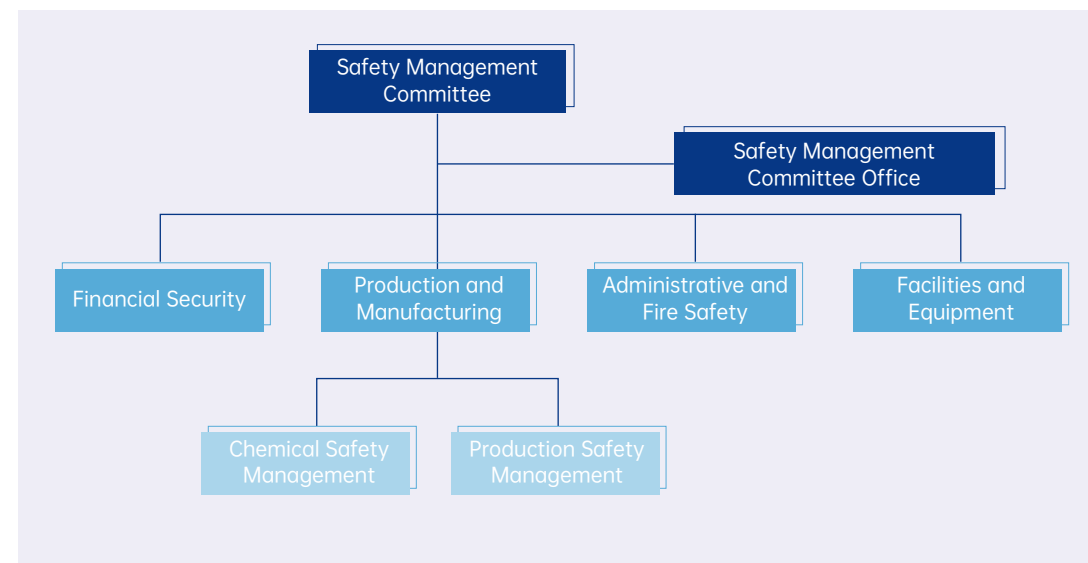 Safety Management
Committee
Safety Management
Committee Office
Financial Security
Production and
Manufacturing
Administrative and
Fire Safety
Facilities and
Equipment
Chemical Safety
Management
Production Safety
Management